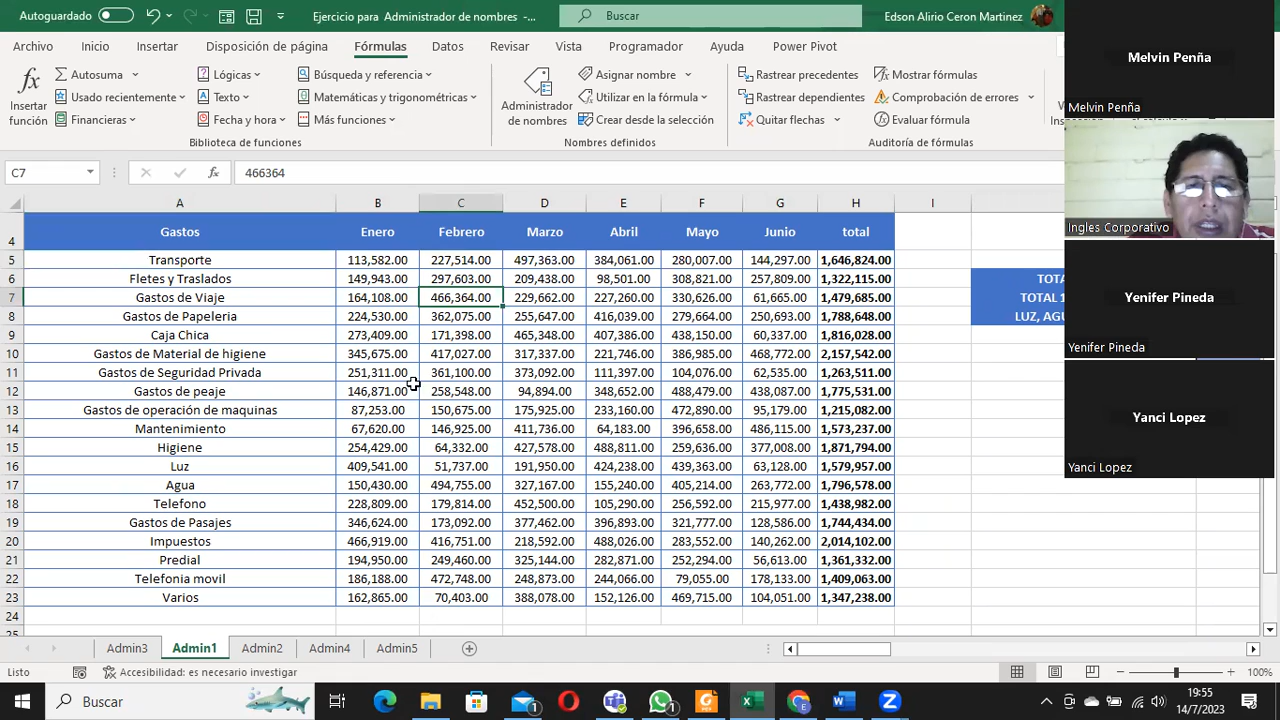 Autoguardado
Ejercicio para Administrador de nombres -...
Buscar
Edson Alirio Ceron Martinez
Archivo Inicio Insertar Disposición de página Fórmulas Datos Revisar Vista Programador Ayuda Power Pivot
Insertar función
Autosuma
Usado recientemente
Financieras
Lógicas
Texto
Fecha y hora
Búsqueda y referencia
Matemáticas y trigonométricas
Más funciones
Biblioteca de funciones
Administrador de nombres
Asignar nombre
Utilizar en la fórmula
Crear desde la selección
Nombres definidos
Rastrear precedentes
Rastrear dependientes
Quitar flechas
Mostrar fórmulas
Comprobación de errores
Evaluar fórmula
Auditoría de fórmulas
C7 fx 466364
A B C D E F G H I
4 Gastos Enero Febrero Marzo Abril Mayo Junio total
5 Transporte 113,582.00 227,514.00 497,363.00 384,061.00 280,007.00 144,297.00 1,646,824.00
6 Fletes y Traslados 149,943.00 297,603.00 209,438.00 98,501.00 308,821.00 257,809.00 1,322,115.00 TOTA
7 Gastos de Viaje 164,108.00 466,364.00 229,662.00 227,260.00 330,626.00 61,665.00 1,479,685.00 TOTAL 1
8 Gastos de Papeleria 224,530.00 362,075.00 255,647.00 416,039.00 279,664.00 250,693.00 1,788,648.00 LUZ, AGU
9 Caja Chica 273,409.00 171,398.00 465,348.00 407,386.00 438,150.00 60,337.00 1,816,028.00
10 Gastos de Material de higiene 345,675.00 417,027.00 317,337.00 221,746.00 386,985.00 468,772.00 2,157,542.00
11 Gastos de Seguridad Privada 251,311.00 361,100.00 373,092.00 111,397.00 104,076.00 62,535.00 1,263,511.00
12 Gastos de peaje 146,871.00 258,548.00 94,894.00 348,652.00 488,479.00 438,087.00 1,775,531.00
13 Gastos de operación de maquinas 87,253.00 150,675.00 175,925.00 233,160.00 472,890.00 95,179.00 1,215,082.00
14 Mantenimiento 67,620.00 146,925.00 411,736.00 64,183.00 396,658.00 486,115.00 1,573,237.00
15 Higiene 254,429.00 64,332.00 427,578.00 488,811.00 259,636.00 377,008.00 1,871,794.00
16 Luz 409,541.00 51,737.00 191,950.00 424,238.00 439,363.00 63,128.00 1,579,957.00
17 Agua 150,430.00 494,755.00 327,167.00 155,240.00 405,214.00 263,772.00 1,796,578.00
18 Telefono 228,809.00 179,814.00 452,500.00 105,290.00 256,592.00 215,977.00 1,438,982.00
19 Gastos de Pasajes 346,624.00 173,092.00 377,462.00 396,893.00 321,777.00 128,586.00 1,744,434.00
20 Impuestos 466,919.00 416,751.00 218,592.00 488,026.00 283,552.00 140,262.00 2,014,102.00
21 Predial 194,950.00 249,460.00 325,144.00 282,871.00 252,294.00 56,613.00 1,361,332.00
22 Telefonia movil 186,188.00 472,748.00 248,873.00 244,066.00 79,055.00 178,133.00 1,409,063.00
23 Varios 162,865.00 70,403.00 388,078.00 152,126.00 469,715.00 104,051.00 1,347,238.00
24
25
Admin3 Admin1 Admin2 Admin4 Admin5
Listo Accesibilidad: es necesario investigar 100%
Buscar
19:55
14/7/2023
Melvin Penña
Melvin Penña
Ingles Corporativo
Yenifer Pineda
Yenifer Pineda
Yanci Lopez
Yanci Lopez